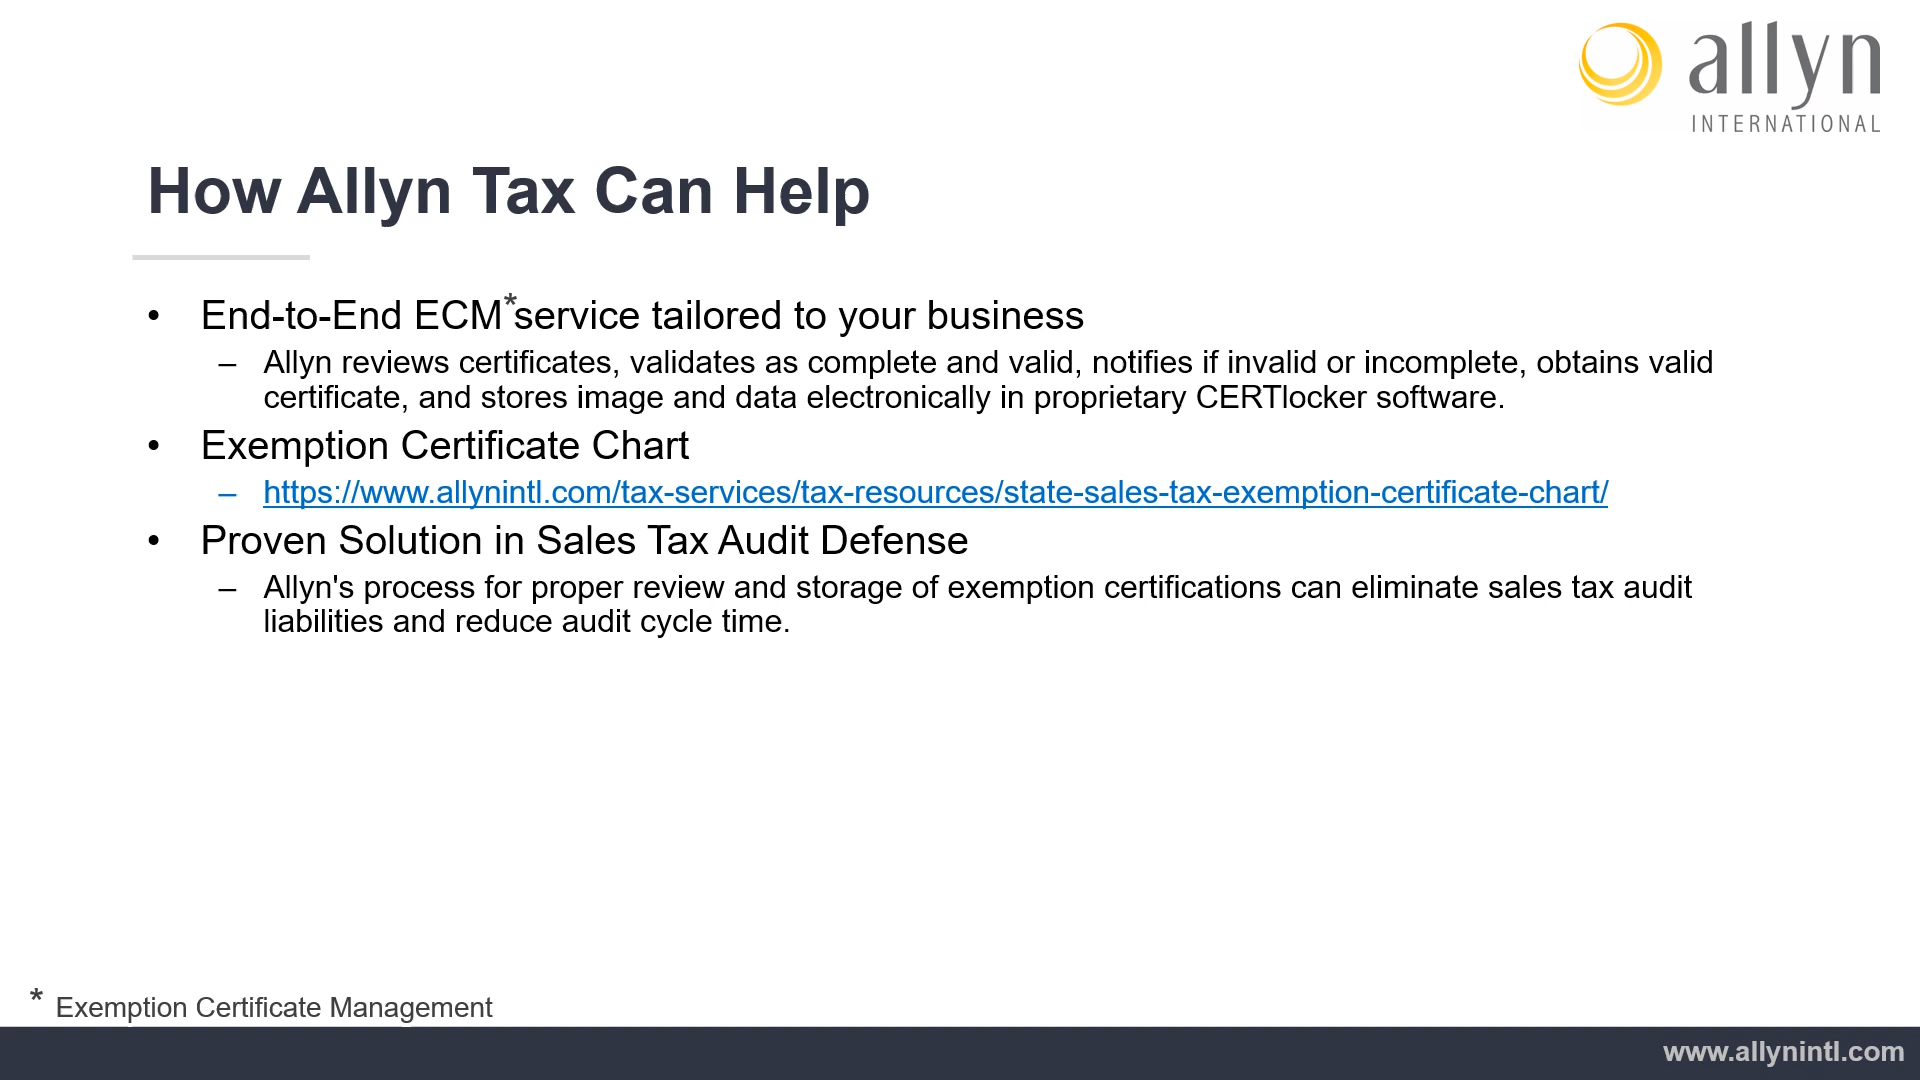 allyn
INTERNATIONAL
How Allyn Tax Can Help
• End-to-End ECM*service tailored to your business
– Allyn reviews certificates, validates as complete and valid, notifies if invalid or incomplete, obtains valid
certificate, and stores image and data electronically in proprietary CERTlocker software.
• Exemption Certificate Chart
– https://www.allynintl.com/tax-services/tax-resources/state-sales-tax-exemption-certificate-chart/
• Proven Solution in Sales Tax Audit Defense
– Allyn's process for proper review and storage of exemption certifications can eliminate sales tax audit
liabilities and reduce audit cycle time.
* Exemption Certificate Management
www.allynintl.com